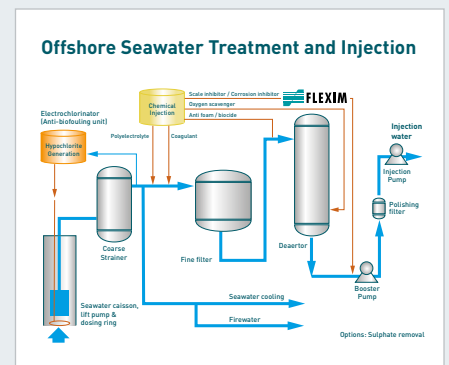 Offshore Seawater Treatment and Injection
Scale inhibitor / Corrosion inhibitor
FLEXIM
Oxygen scavenger
Anti foam / biocide
Chemical
Injection
Electrochlorinator
(Anti-biofouling unit)
Hypochlorite
Generation
Polyelectrolyte
Coagulant
Injection
water
Injection
Pump
Polishing
filter
Coarse
Strainer
Fine filter
Deaertor
Booster
Pump
Seawater caisson,
lift pump &
dosing ring
Seawater cooling
Firewater
Options: Sulphate removal